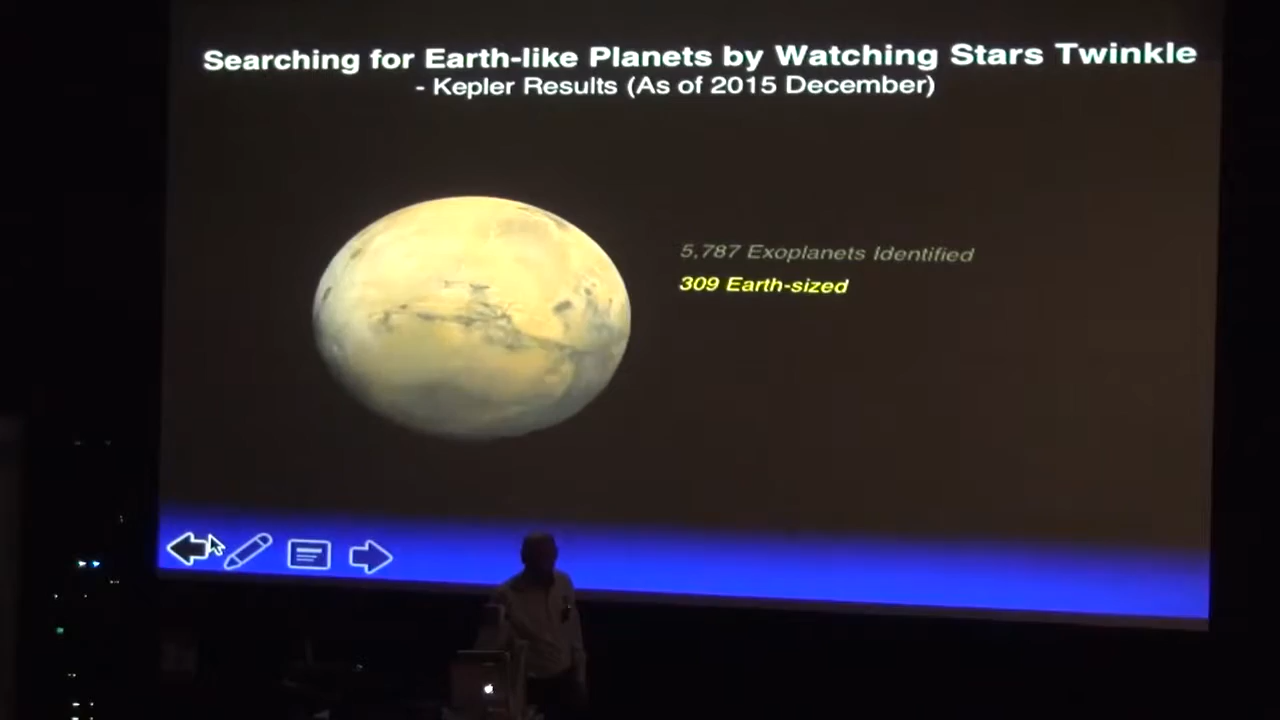 Searching for Earth-like Planets by Watching Stars Twinkle
- Kepler Results (As of 2015 December)
5,787 Exoplanets Identified
309 Earth-sized